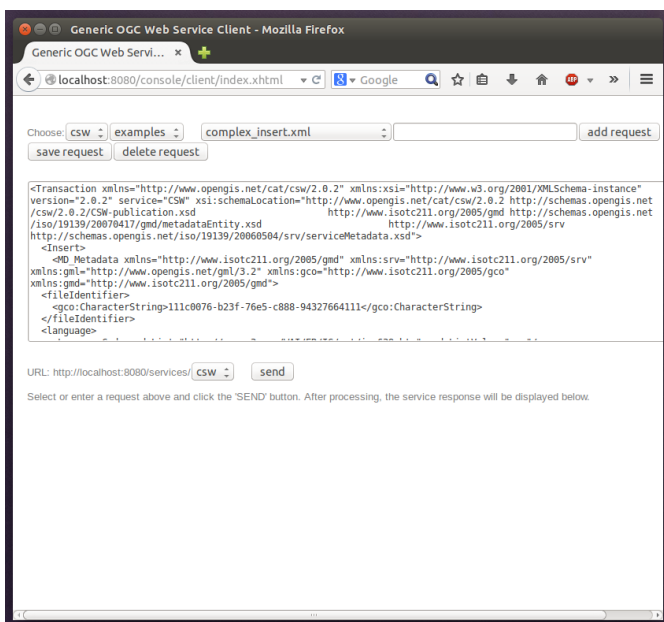 Generic OGC Web Service Client - Mozilla Firefox
Generic OGC Web Servi...
localhost:8080/console/client/index.xhtml
Google
ABP
Choose: csw examples complex_insert.xml add request
save request delete request
<Transaction xmlns="http://www.opengis.net/cat/csw/2.0.2" xmlns:xsi="http://www.w3.org/2001/XMLSchema-instance"
version="2.0.2" service="CSW" xsi:schemaLocation="http://www.opengis.net/cat/csw/2.0.2 http://schemas.opengis.net
/csw/2.0.2/CSW-publication.xsd http://www.isotc211.org/2005/gmd http://schemas.opengis.net
/iso/19139/20070417/gmd/metadataEntity.xsd http://www.isotc211.org/2005/srv
http://schemas.opengis.net/iso/19139/20060504/srv/serviceMetadata.xsd">
<Insert>
<MD_Metadata xmlns="http://www.isotc211.org/2005/gmd" xmlns:srv="http://www.isotc211.org/2005/srv"
xmlns:gml="http://www.opengis.net/gml/3.2" xmlns:gco="http://www.isotc211.org/2005/gco"
xmlns:gmd="http://www.isotc211.org/2005/gmd">
<fileIdentifier>
<gco:CharacterString>111c0076-b23f-76e5-c888-94327664111</gco:CharacterString>
</fileIdentifier>
<language>
URL: http://localhost:8080/services/ csw send
Select or enter a request above and click the 'SEND' button. After processing, the service response will be displayed below.